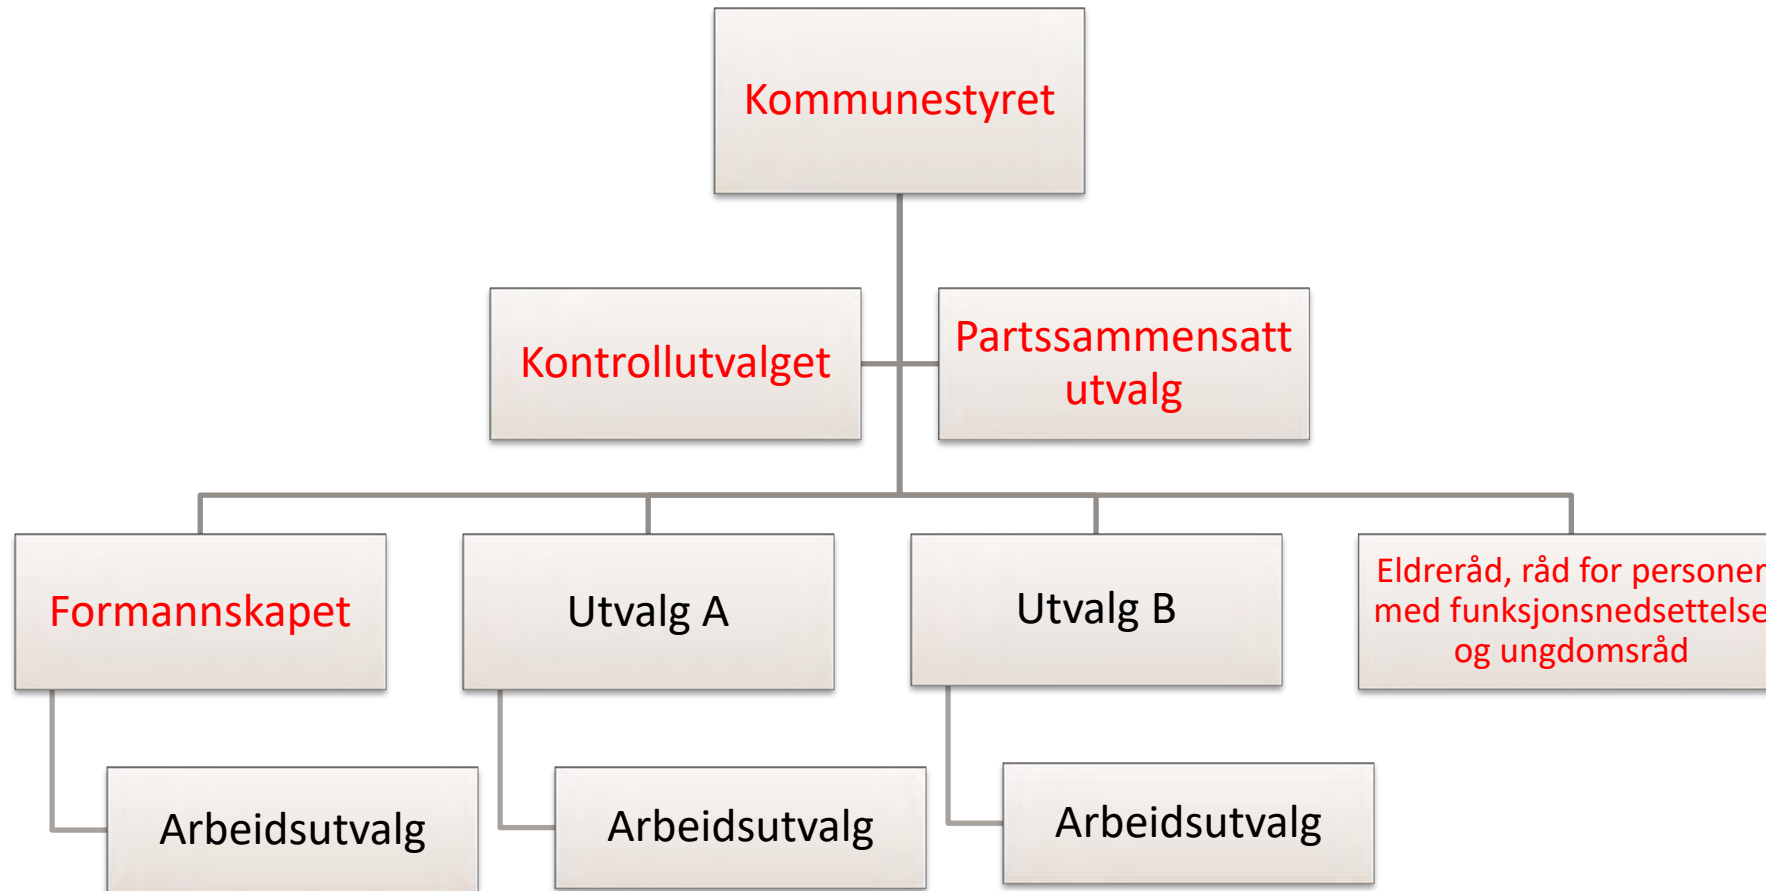 Kommunestyret
Kontrollutvalget
Partssammensatt
utvalg
Formannskapet
Utvalg A
Utvalg B
Eldreråd, råd for personer
med funksjonsnedsettelse
og ungdomsråd
Arbeidsutvalg
Arbeidsutvalg
Arbeidsutvalg